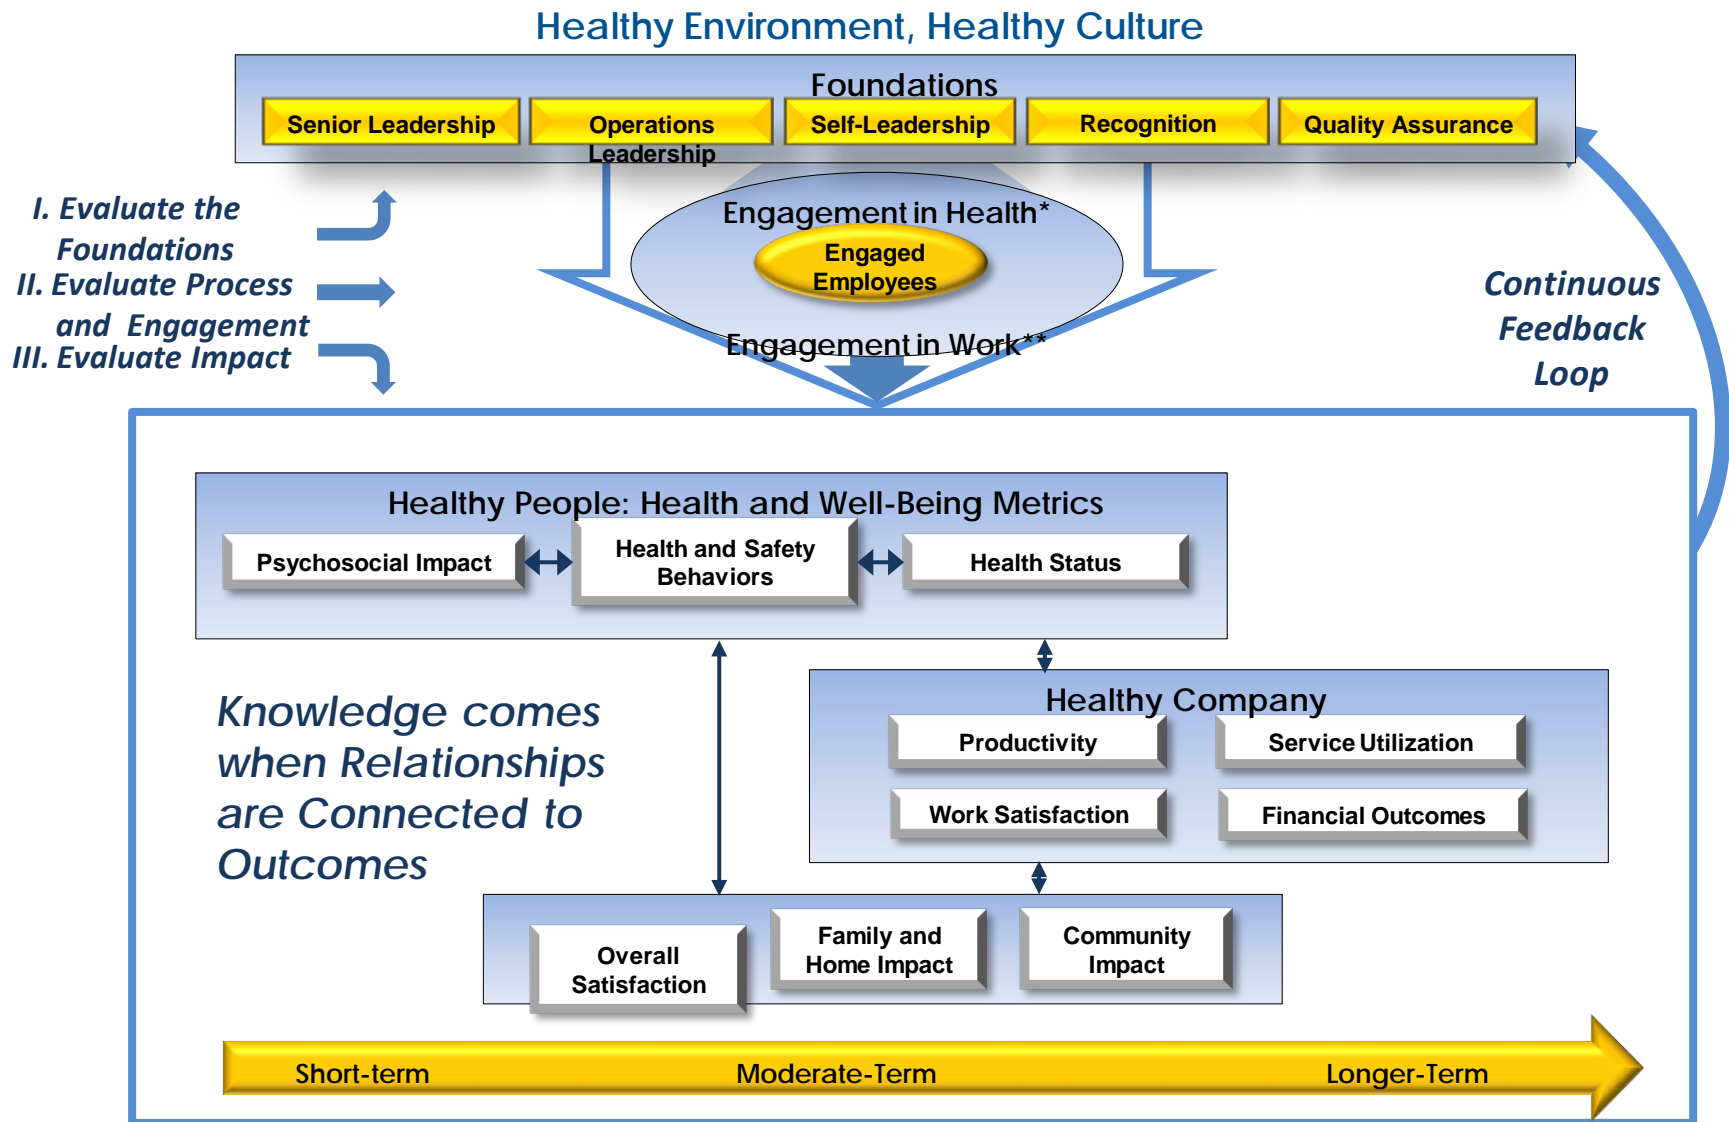 Healthy Environment, Healthy Culture
Foundations
Senior Leadership
Operations
Leadership
Self-Leadership
Recognition
Quality Assurance
I. Evaluate the
Foundations
II. Evaluate Process
and Engagement
III. Evaluate Impact
Engagement in Health*
Engaged
Employees
Engagement in Work**
Continuous
Feedback
Loop
Healthy People: Health and Well-Being Metrics
Psychosocial Impact
Health and Safety
Behaviors
Health Status
Knowledge comes
when Relationships
are Connected to
Outcomes
Healthy Company
Productivity
Service Utilization
Work Satisfaction
Financial Outcomes
Overall
Satisfaction
Family and
Home Impact
Community
Impact
Short-term
Moderate-Term
Longer-Term